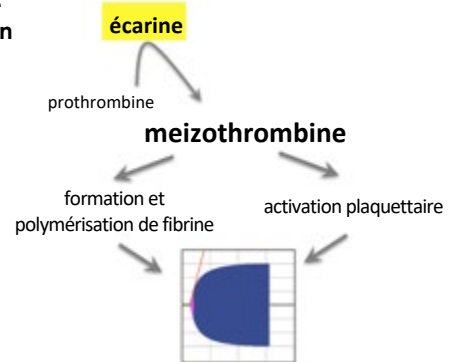 écarine
prothrombine
meizothrombine
formation et
polymérisation de fibrine
activation plaquettaire